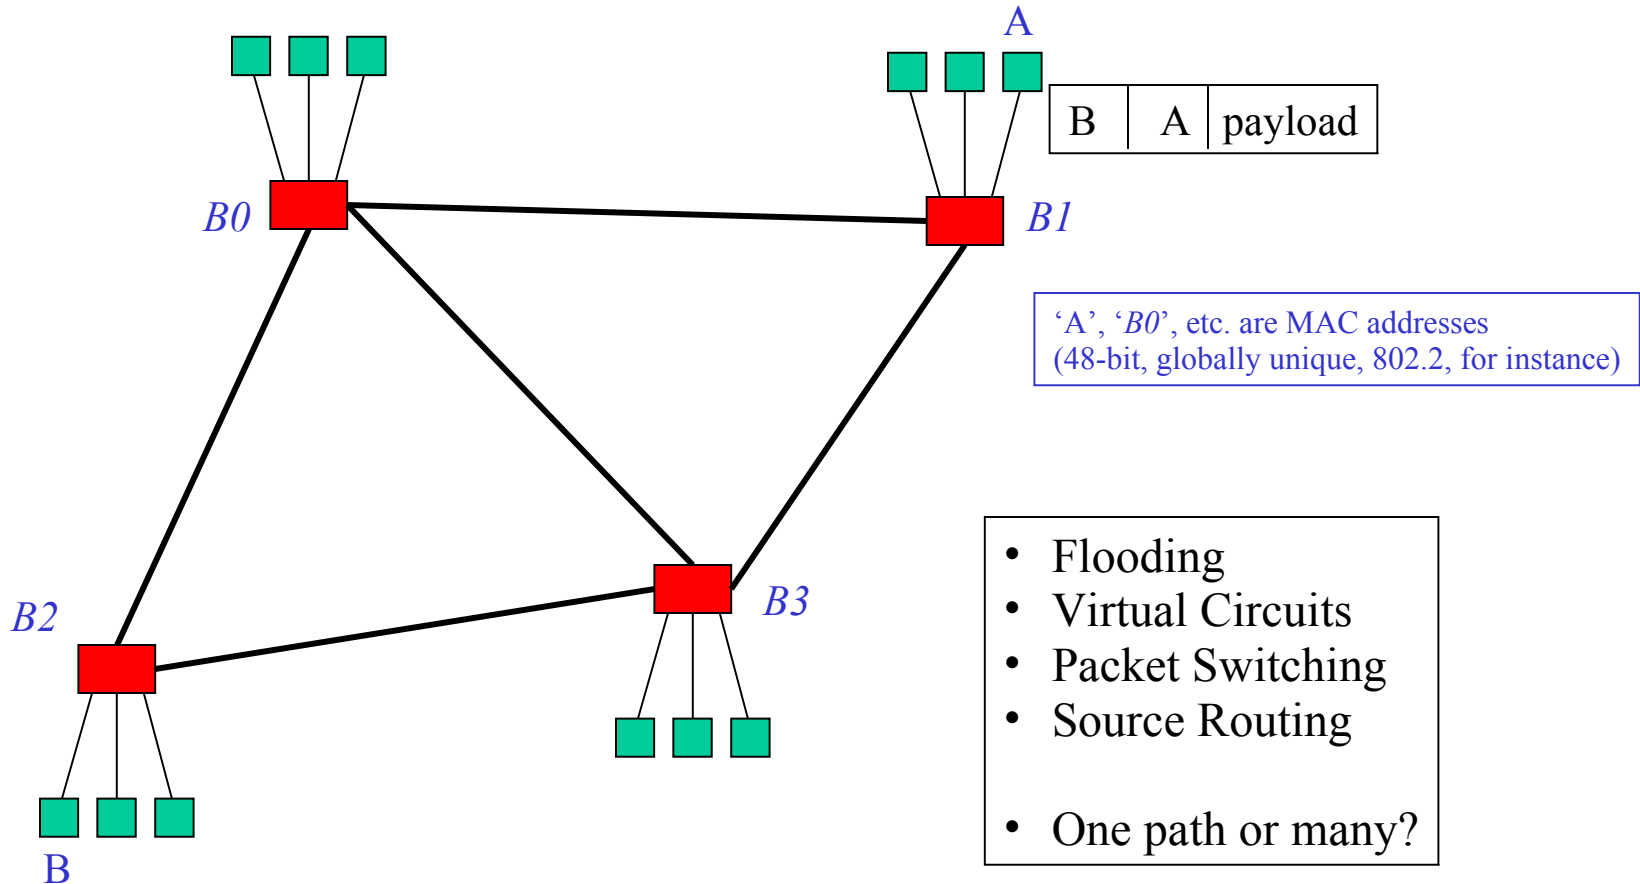 A
B A payload
B0
B1
‘A’, ‘B0’, etc. are MAC addresses
(48-bit, globally unique, 802.2, for instance)
• Flooding
• Virtual Circuits
• Packet Switching
• Source Routing
• One path or many?
B3
B2
B